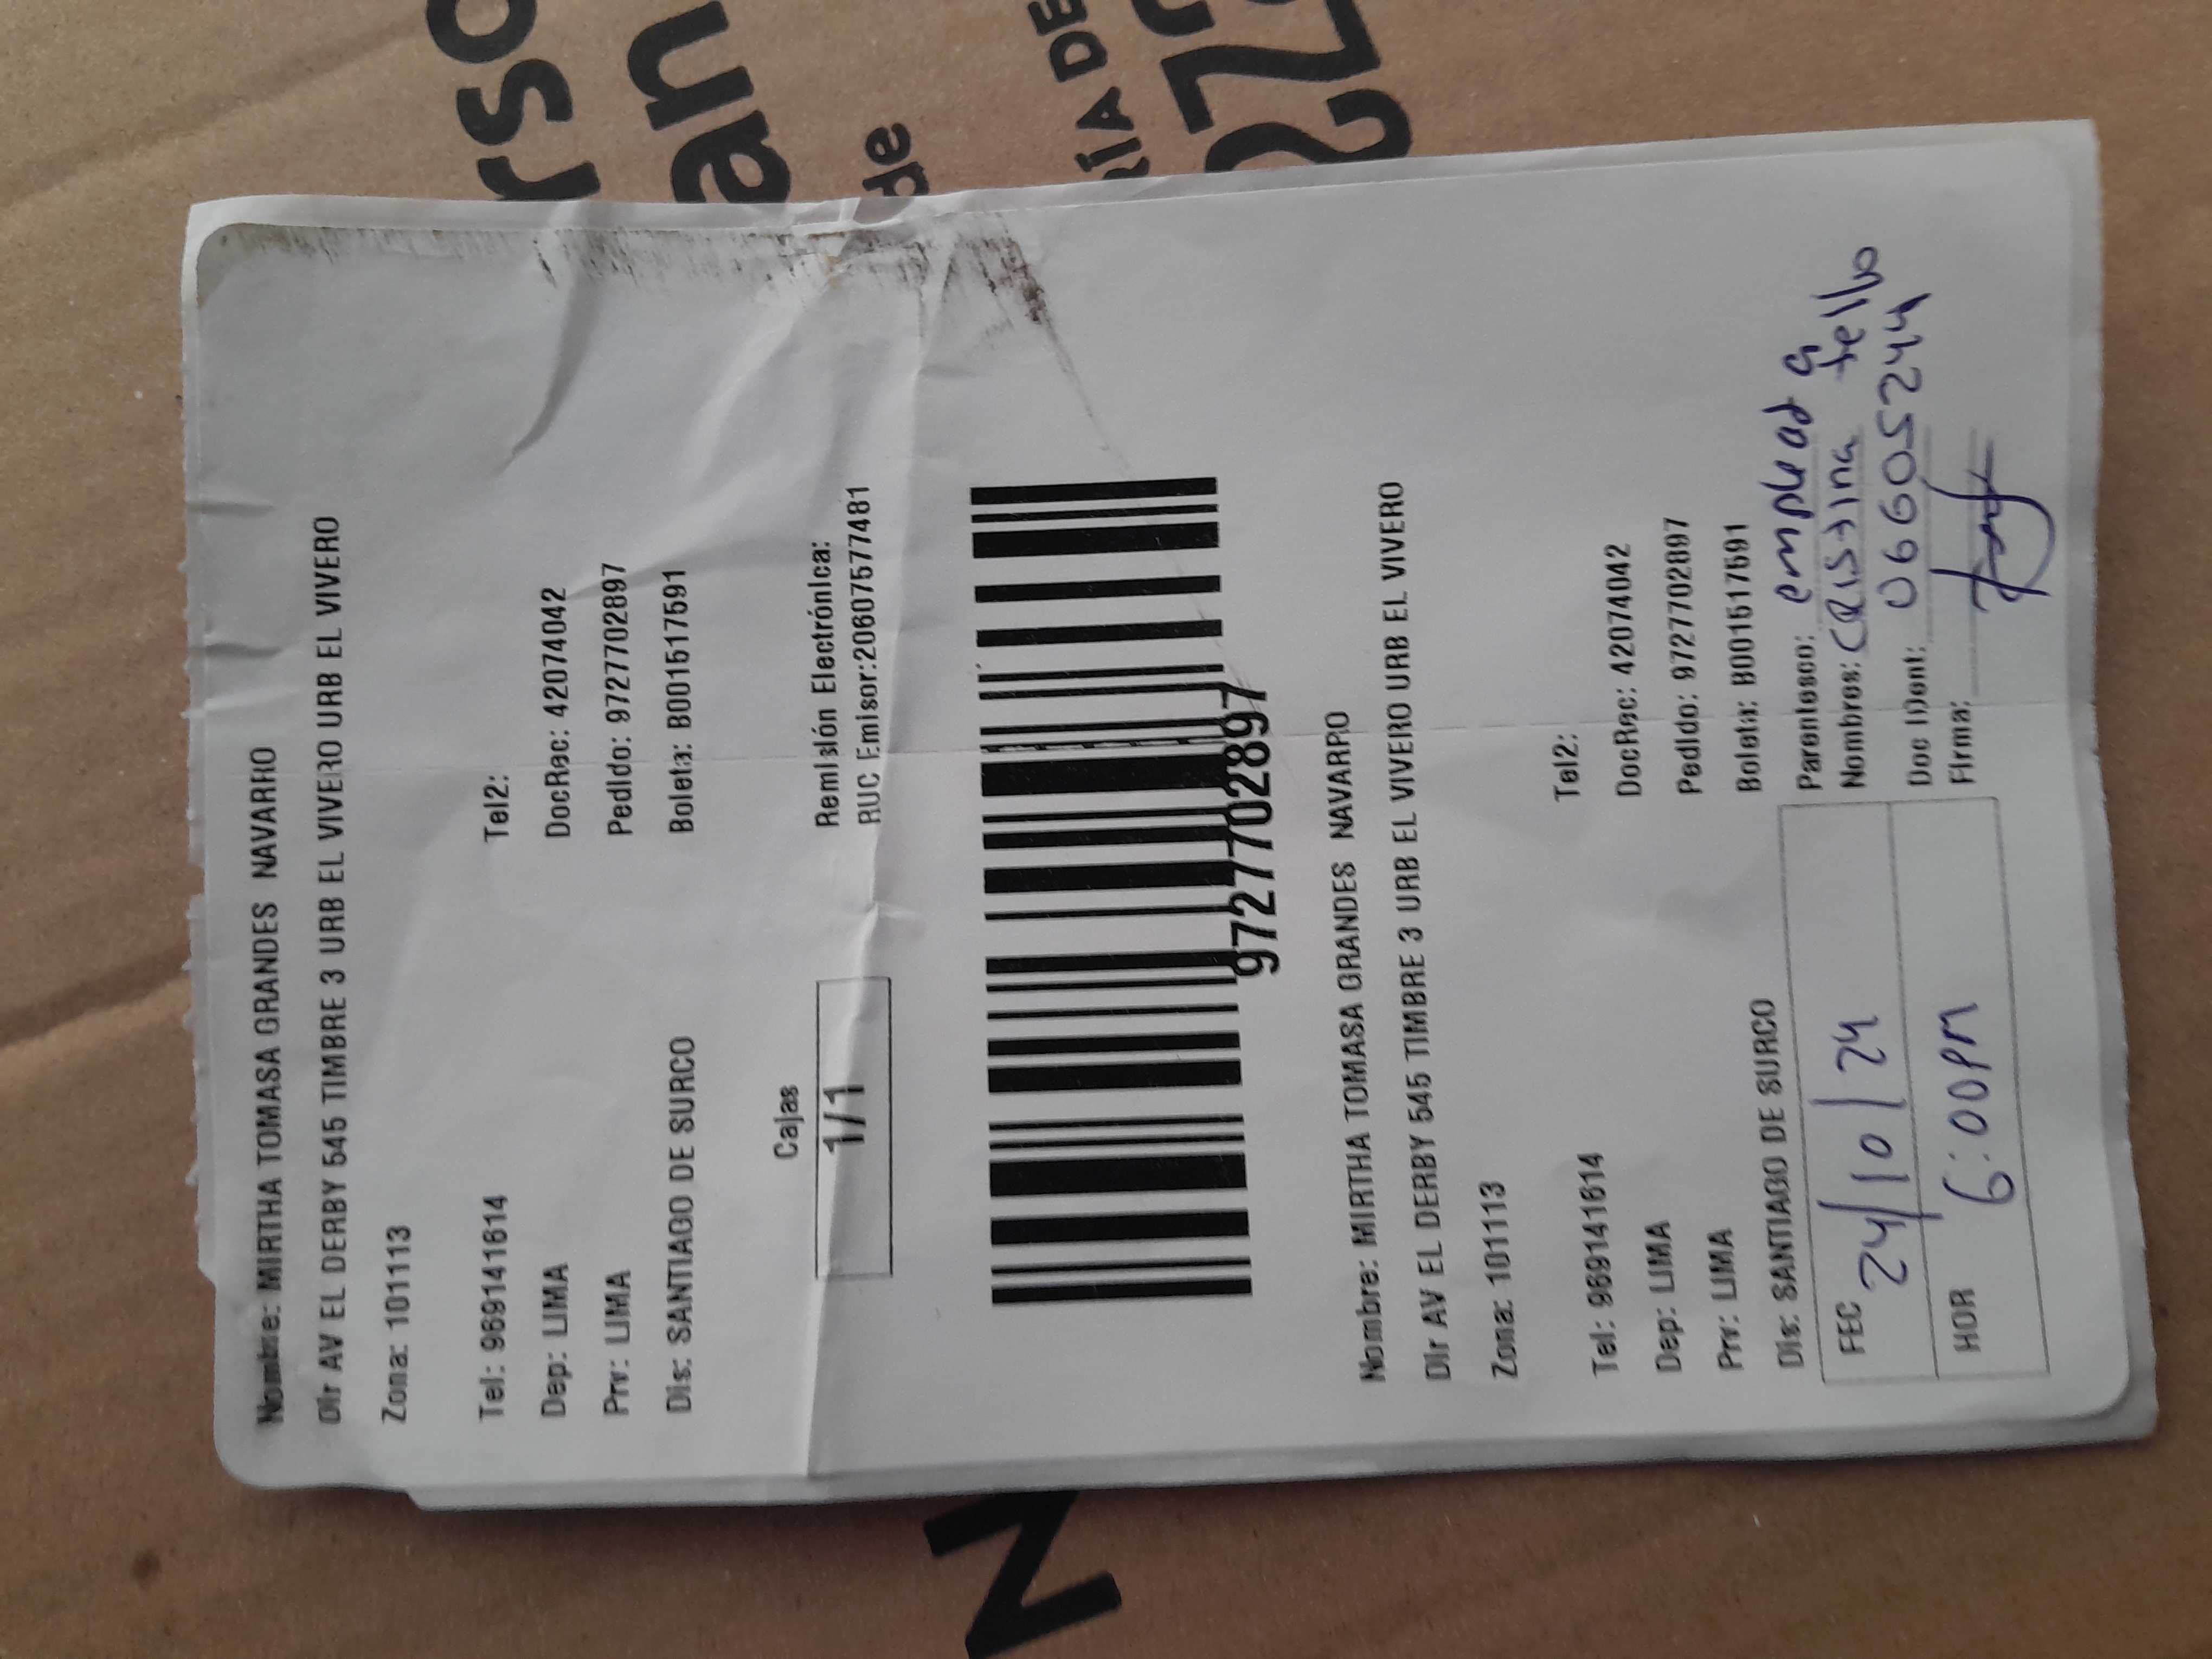 Nombre: MIRTHA TOMASA GRANDES NAVARRO
Dir AV EL DERBY 545 TIMBRE 3 URB EL VIVERO URB EL VIVERO
Zona: 101113
Tel: 969141614 Tel2:
Dep: LIMA DocRec: 42074042
Prv: LIMA Pedido: 9727702897
Dis: SANTIAGO DE SURCO Boleta: B001517591
Cajas Remisión Electrónica:
1/1 RUC Emisor:20607577481
9727702897
Nombre: MIRTHA TOMASA GRANDES NAVARRO
Dir AV EL DERBY 545 TIMBRE 3 URB EL VIVERO URB EL VIVERO
Zona: 101113
Tel: 969141614 Tel2:
Dep: LIMA DocRec: 42074042
Prv: LIMA Pedido: 9727702897
Dis: SANTIAGO DE SURCO Boleta: B001517591
FEC 24/10/24 Parentesco: empleada
Nombres: Cristina tello
HOR 6:00PM Doc Ident: 06605244
Firma: